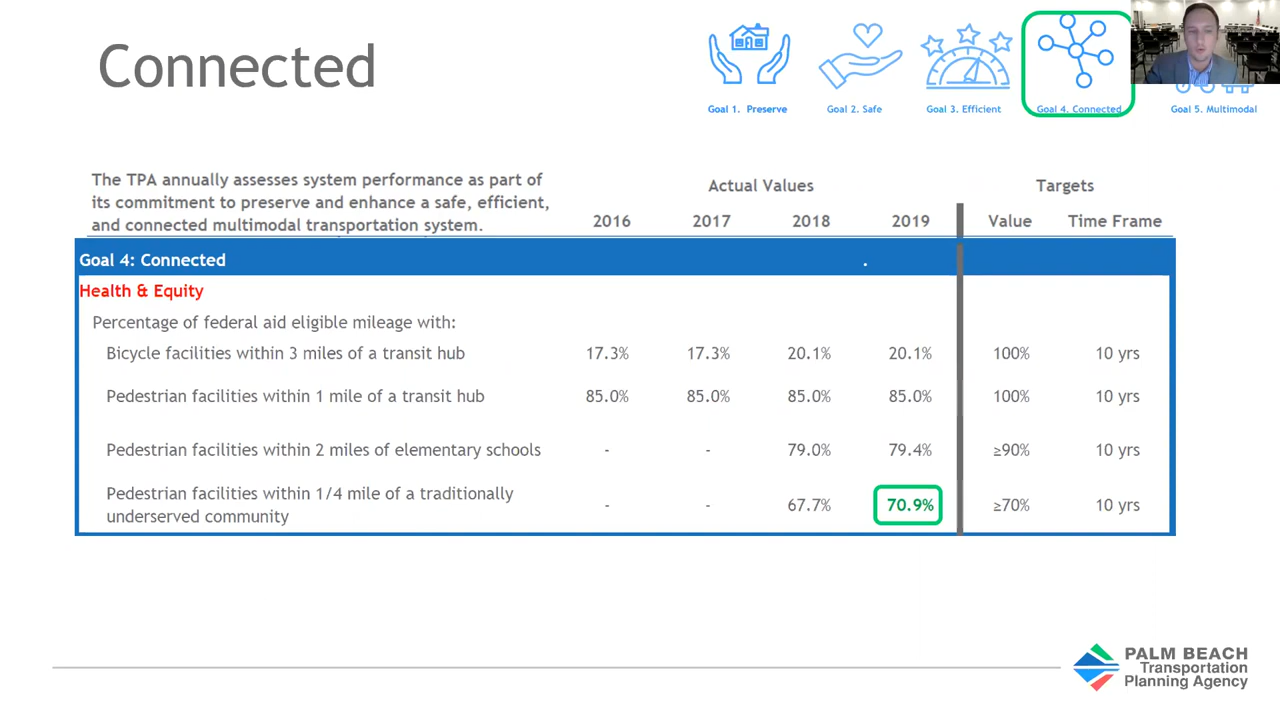 Connected
Goal 1. Preserve
Goal 2. Safe
Goal 3. Efficient
Goal 4. Connected
Goal 5. Multimodal
The TPA annually assesses system performance as part of
its commitment to preserve and enhance a safe, efficient,
and connected multimodal transportation system.
Actual Values Targets
2016 2017 2018 2019 Value Time Frame
Goal 4: Connected .
Health & Equity
Percentage of federal aid eligible mileage with:
Bicycle facilities within 3 miles of a transit hub 17.3% 17.3% 20.1% 20.1% 100% 10 yrs
Pedestrian facilities within 1 mile of a transit hub 85.0% 85.0% 85.0% 85.0% 100% 10 yrs
Pedestrian facilities within 2 miles of elementary schools - - 79.0% 79.4% ≥90% 10 yrs
Pedestrian facilities within 1/4 mile of a traditionally
underserved community - - 67.7% 70.9% ≥70% 10 yrs
PALM BEACH
Transportation
Planning Agency